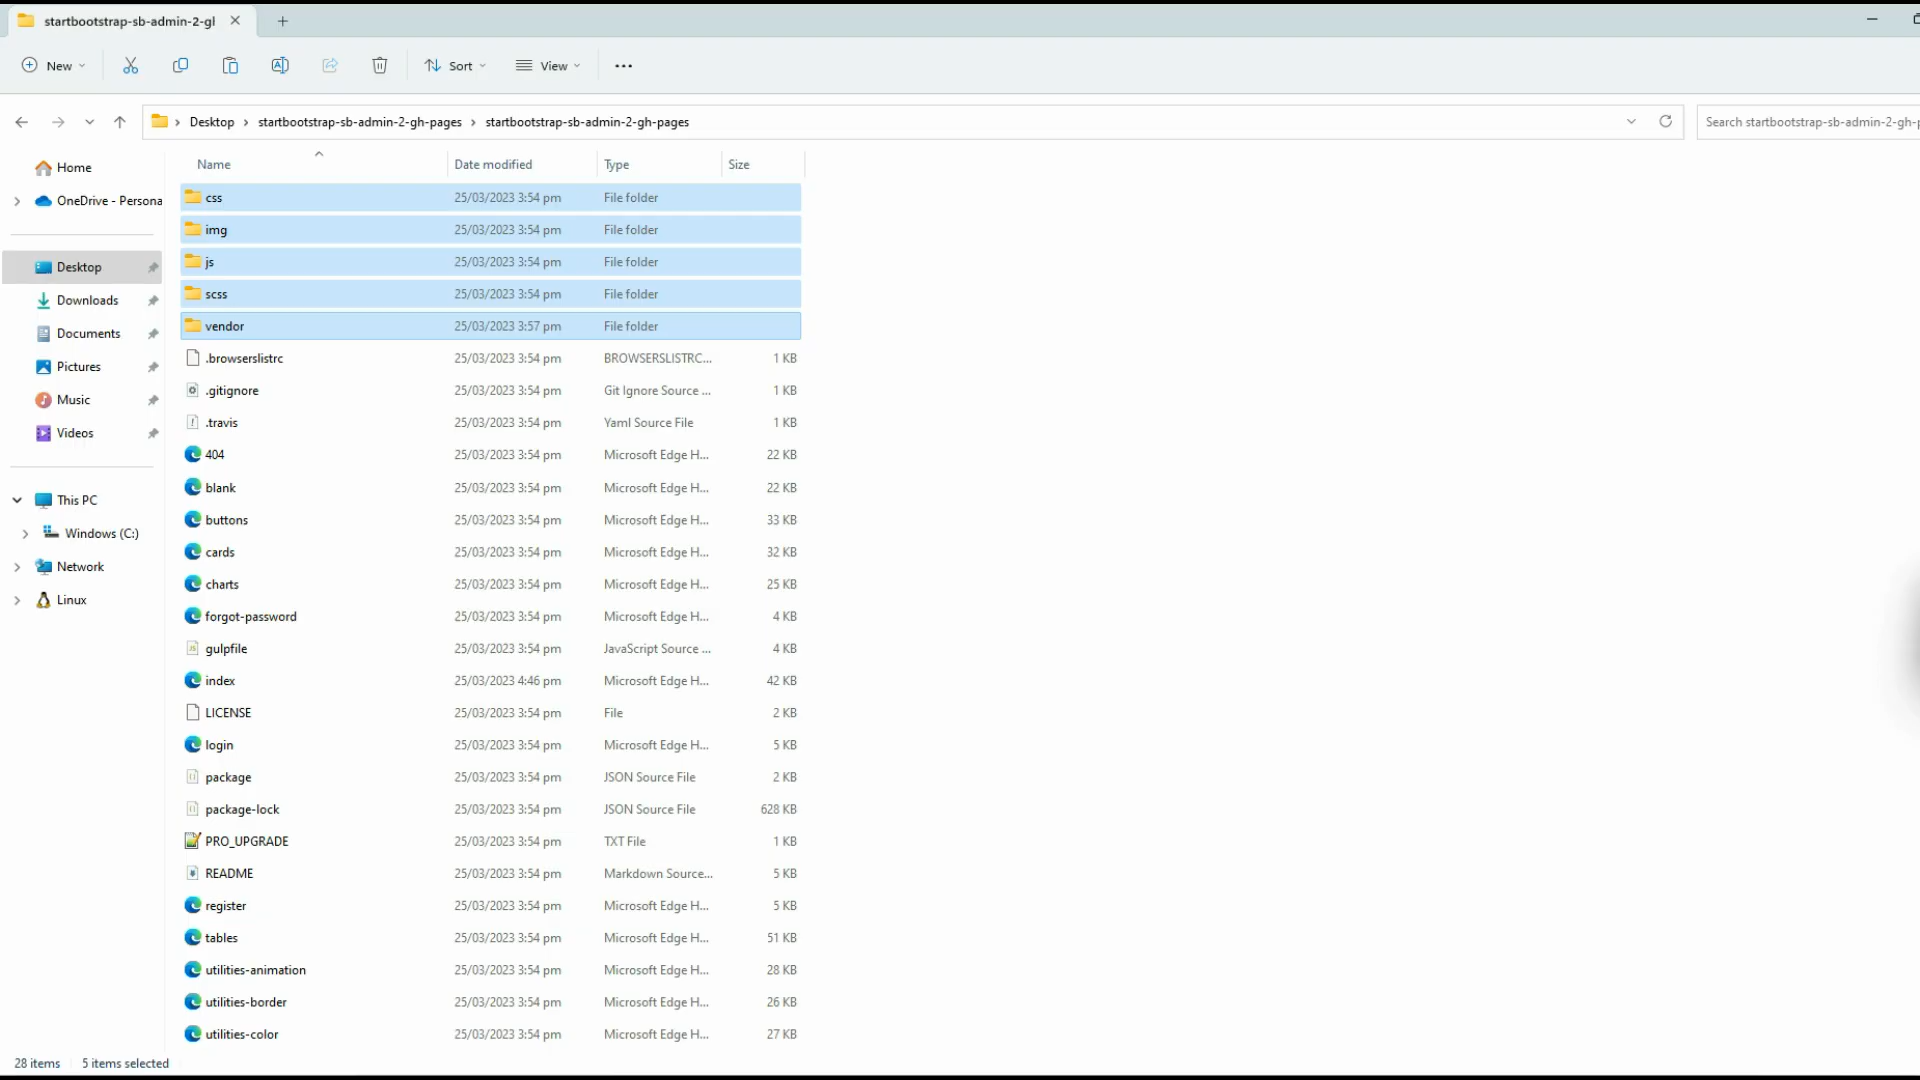 startbootstrap-sb-admin-2-gl
New
Sort
View
Desktop startbootstrap-sb-admin-2-gh-pages startbootstrap-sb-admin-2-gh-pages
Search startbootstrap-sb-admin-2-gh-p
Home
OneDrive - Persona
Desktop
Downloads
Documents
Pictures
Music
Videos
This PC
Windows (C:)
Network
Linux
Name Date modified Type Size
css 25/03/2023 3:54 pm File folder
img 25/03/2023 3:54 pm File folder
js 25/03/2023 3:54 pm File folder
scss 25/03/2023 3:54 pm File folder
vendor 25/03/2023 3:57 pm File folder
.browserslistrc 25/03/2023 3:54 pm BROWSERSLISTRC... 1 KB
.gitignore 25/03/2023 3:54 pm Git Ignore Source ... 1 KB
.travis 25/03/2023 3:54 pm Yaml Source File 1 KB
404 25/03/2023 3:54 pm Microsoft Edge H... 22 KB
blank 25/03/2023 3:54 pm Microsoft Edge H... 22 KB
buttons 25/03/2023 3:54 pm Microsoft Edge H... 33 KB
cards 25/03/2023 3:54 pm Microsoft Edge H... 32 KB
charts 25/03/2023 3:54 pm Microsoft Edge H... 25 KB
forgot-password 25/03/2023 3:54 pm Microsoft Edge H... 4 KB
gulpfile 25/03/2023 3:54 pm JavaScript Source ... 4 KB
index 25/03/2023 4:46 pm Microsoft Edge H... 42 KB
LICENSE 25/03/2023 3:54 pm File 2 KB
login 25/03/2023 3:54 pm Microsoft Edge H... 5 KB
package 25/03/2023 3:54 pm JSON Source File 2 KB
package-lock 25/03/2023 3:54 pm JSON Source File 628 KB
PRO_UPGRADE 25/03/2023 3:54 pm TXT File 1 KB
README 25/03/2023 3:54 pm Markdown Source... 5 KB
register 25/03/2023 3:54 pm Microsoft Edge H... 5 KB
tables 25/03/2023 3:54 pm Microsoft Edge H... 51 KB
utilities-animation 25/03/2023 3:54 pm Microsoft Edge H... 28 KB
utilities-border 25/03/2023 3:54 pm Microsoft Edge H... 26 KB
utilities-color 25/03/2023 3:54 pm Microsoft Edge H... 27 KB
28 items 5 items selected